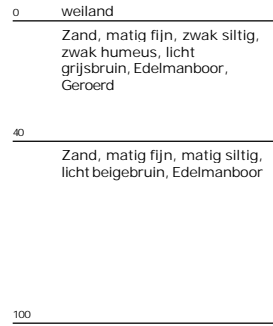 0 weiland
Zand, matig fijn, zwak siltig,
zwak humeus, licht
grijsbruin, Edelmanboor,
Geroerd
40
Zand, matig fijn, matig siltig,
licht beigebruin, Edelmanboor
100